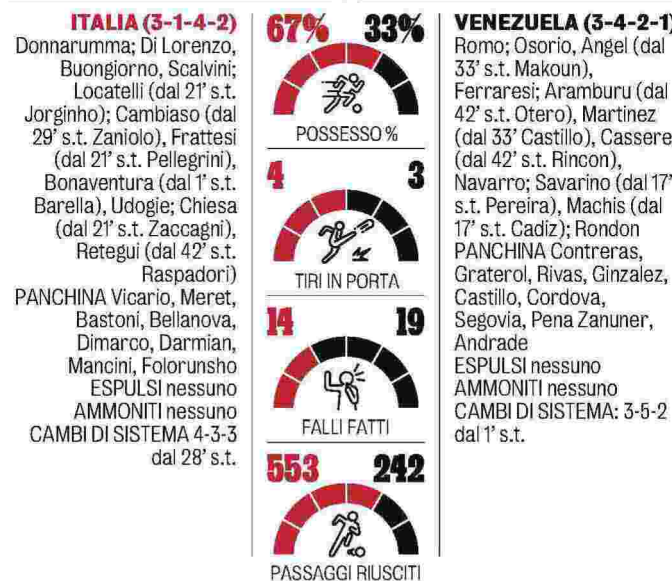 ITALIA (3-1-4-2)
Donnarumma; Di Lorenzo,
Buongiorno, Scalvini;
Locatelli (dal 21' s.t.
Jorginho); Cambiaso (dal
29' s.t. Zaniolo), Frattesi
(dal 21' s.t. Pellegrini),
Bonaventura (dal 1' s.t.
Barella), Udogie; Chiesa
(dal 21' s.t. Zaccagni),
Retegui (dal 42' s.t.
Raspadori)
PANCHINA Vicario, Meret,
Bastoni, Bellanova,
Dimarco, Darmian,
Mancini, Folorunsho
ESPULSI nessuno
AMMONITI nessuno
CAMBI DI SISTEMA 4-3-3
dal 28' s.t.
67% 33%
POSSESSO %
4 3
TIRI IN PORTA
14 19
FALLI FATTI
553 242
PASSAGGI RIUSCITI
VENEZUELA (3-4-2-1)
Romo; Osorio, Angel (dal
33' s.t. Makoun),
Ferraresi; Aramburu (dal
42' s.t. Otero), Martinez
(dal 33' Castillo), Cassere
(dal 42' s.t. Rincon),
Navarro; Savarino (dal 17'
s.t. Pereira), Machis (dal
17' s.t. Cadiz); Rondon
PANCHINA Contreras,
Graterol, Rivas, Ginzalez,
Castillo, Cordova,
Segovia, Pena Zanuner,
Andrade
ESPULSI nessuno
AMMONITI nessuno
CAMBI DI SISTEMA: 3-5-2
dal 1' s.t.